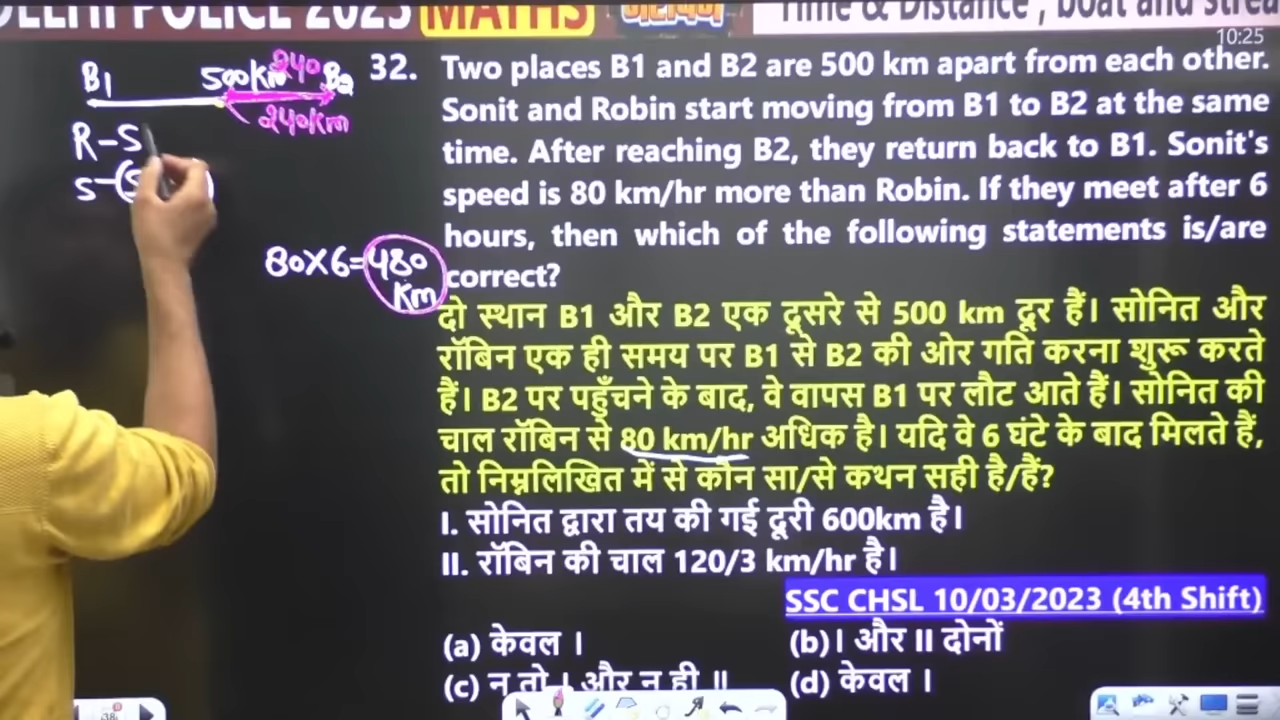 DELHI POLICE 2023 MATHS
Time & Distance , boat and strea
10:25
B1 500km 240 B2
240km
R-S
S-(S
80X6=480
km
32. Two places B1 and B2 are 500 km apart from each other.
Sonit and Robin start moving from B1 to B2 at the same
time. After reaching B2, they return back to B1. Sonit's
speed is 80 km/hr more than Robin. If they meet after 6
hours, then which of the following statements is/are
correct?
दो स्थान B1 और B2 एक दूसरे से 500 km दूर हैं। सोनित और
रॉबिन एक ही समय पर B1 से B2 की ओर गति करना शुरू करते
हैं। B2 पर पहुँचने के बाद, वे वापस B1 पर लौट आते हैं। सोनित की
चाल रॉबिन से 80 km/hr अधिक है। यदि वे 6 घंटे के बाद मिलते हैं,
तो निम्नलिखित में से कौन सा/से कथन सही है/हैं?
I. सोनित द्वारा तय की गई दूरी 600km है।
II. रॉबिन की चाल 120/3 km/hr है।
SSC CHSL 10/03/2023 (4th Shift)
(a) केवल ।
(b) । और ॥ दोनों
(c) न तो । और न ही ॥
(d) केवल ।